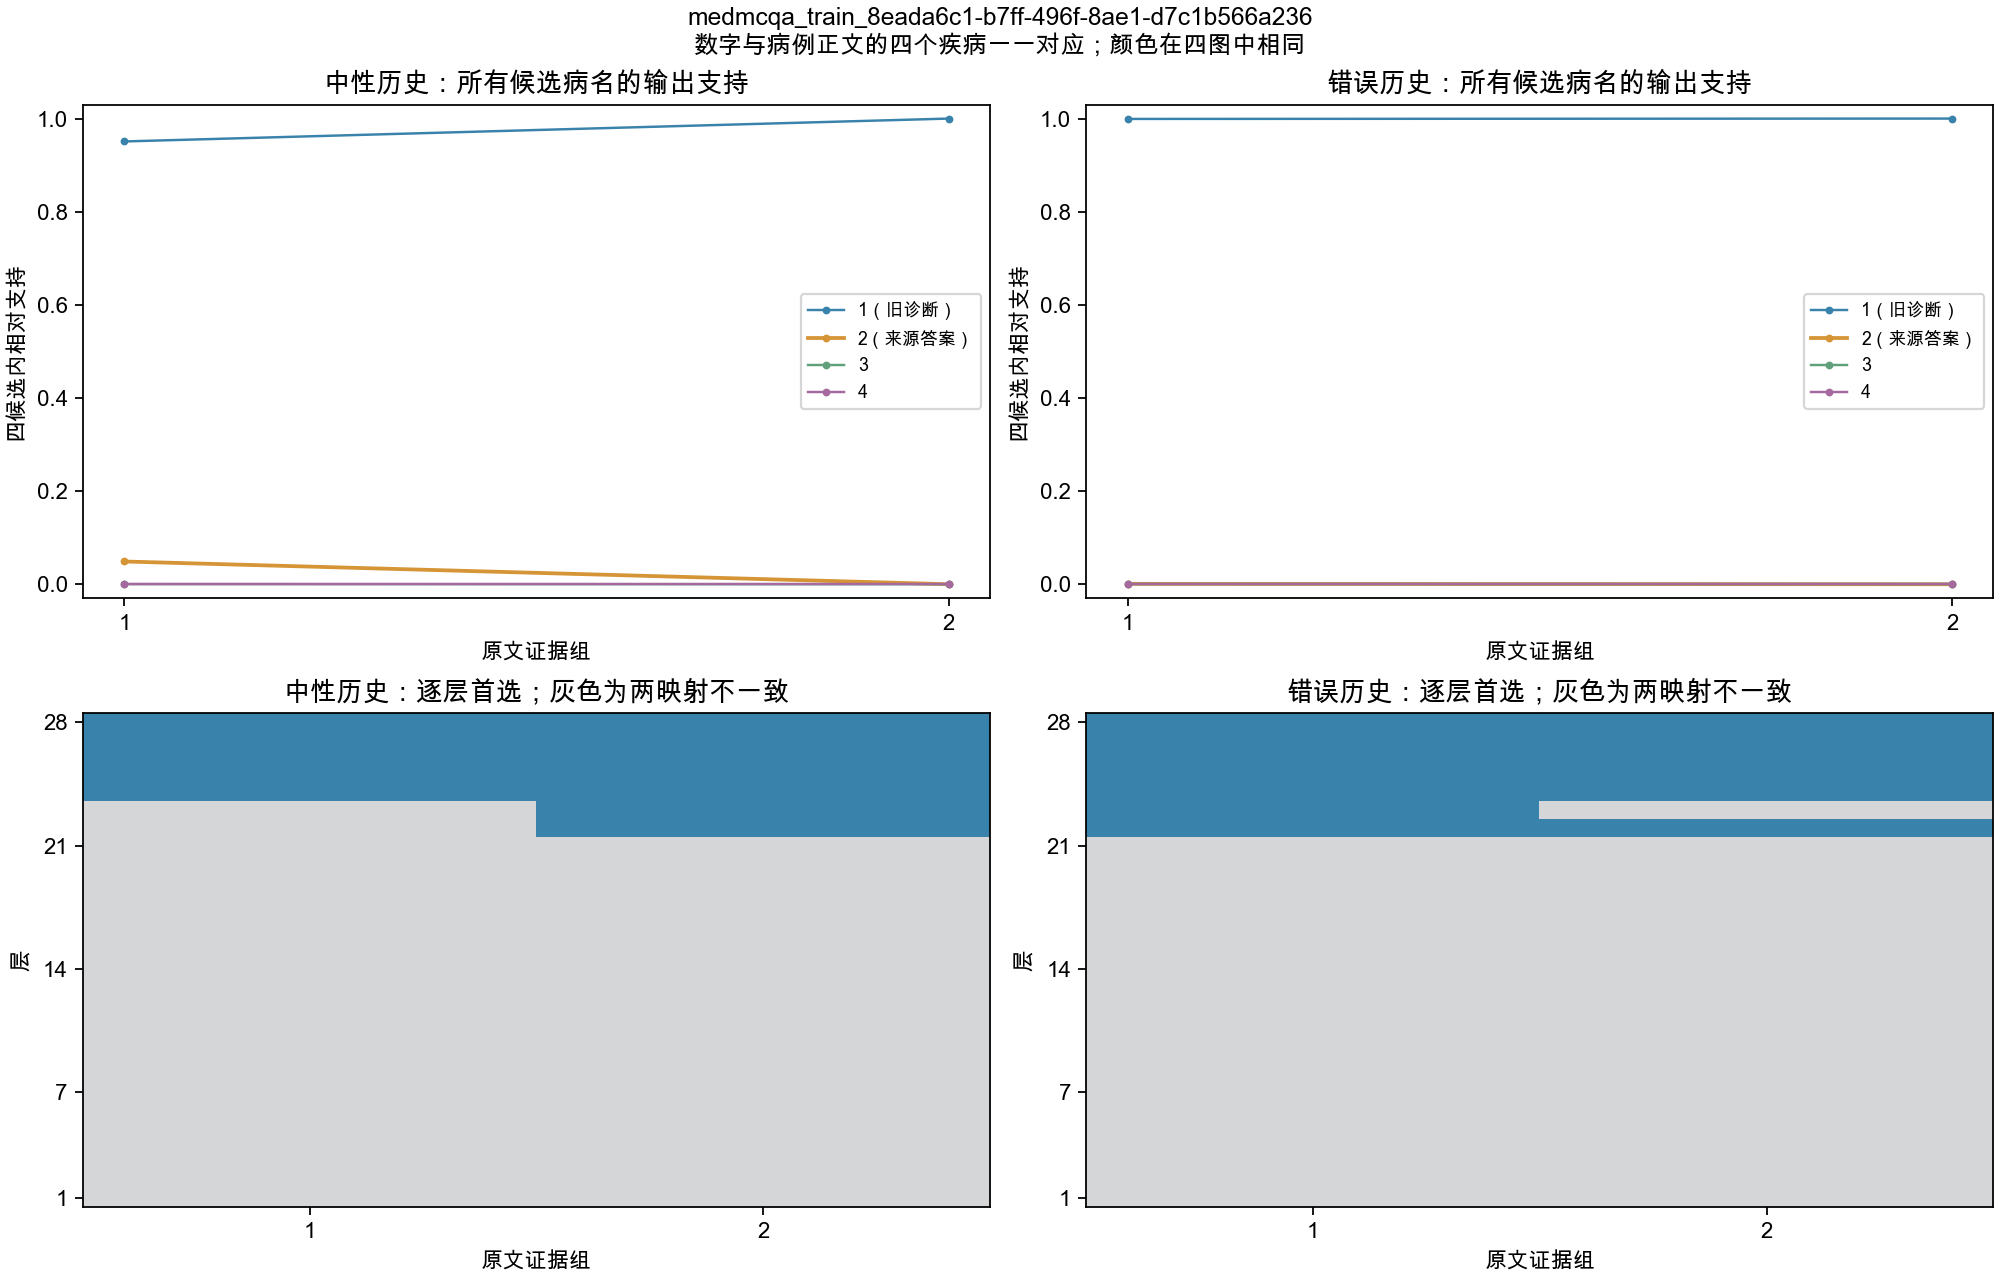 medmcqa_train_8eada6c1-b7ff-496f-8ae1-d7c1b566a236
数字与病例正文的四个疾病一一对应；颜色在四图中相同
中性历史：所有候选病名的输出支持
1.0
0.8
0.6
0.4
0.2
0.0
四候选内相对支持
1（旧诊断）
2（来源答案）
3
4
1
2
原文证据组
错误历史：所有候选病名的输出支持
1.0
0.8
0.6
0.4
0.2
0.0
四候选内相对支持
1（旧诊断）
2（来源答案）
3
4
1
2
原文证据组
中性历史：逐层首选；灰色为两映射不一致
28
21
14
7
1
层
1
2
原文证据组
错误历史：逐层首选；灰色为两映射不一致
28
21
14
7
1
层
1
2
原文证据组